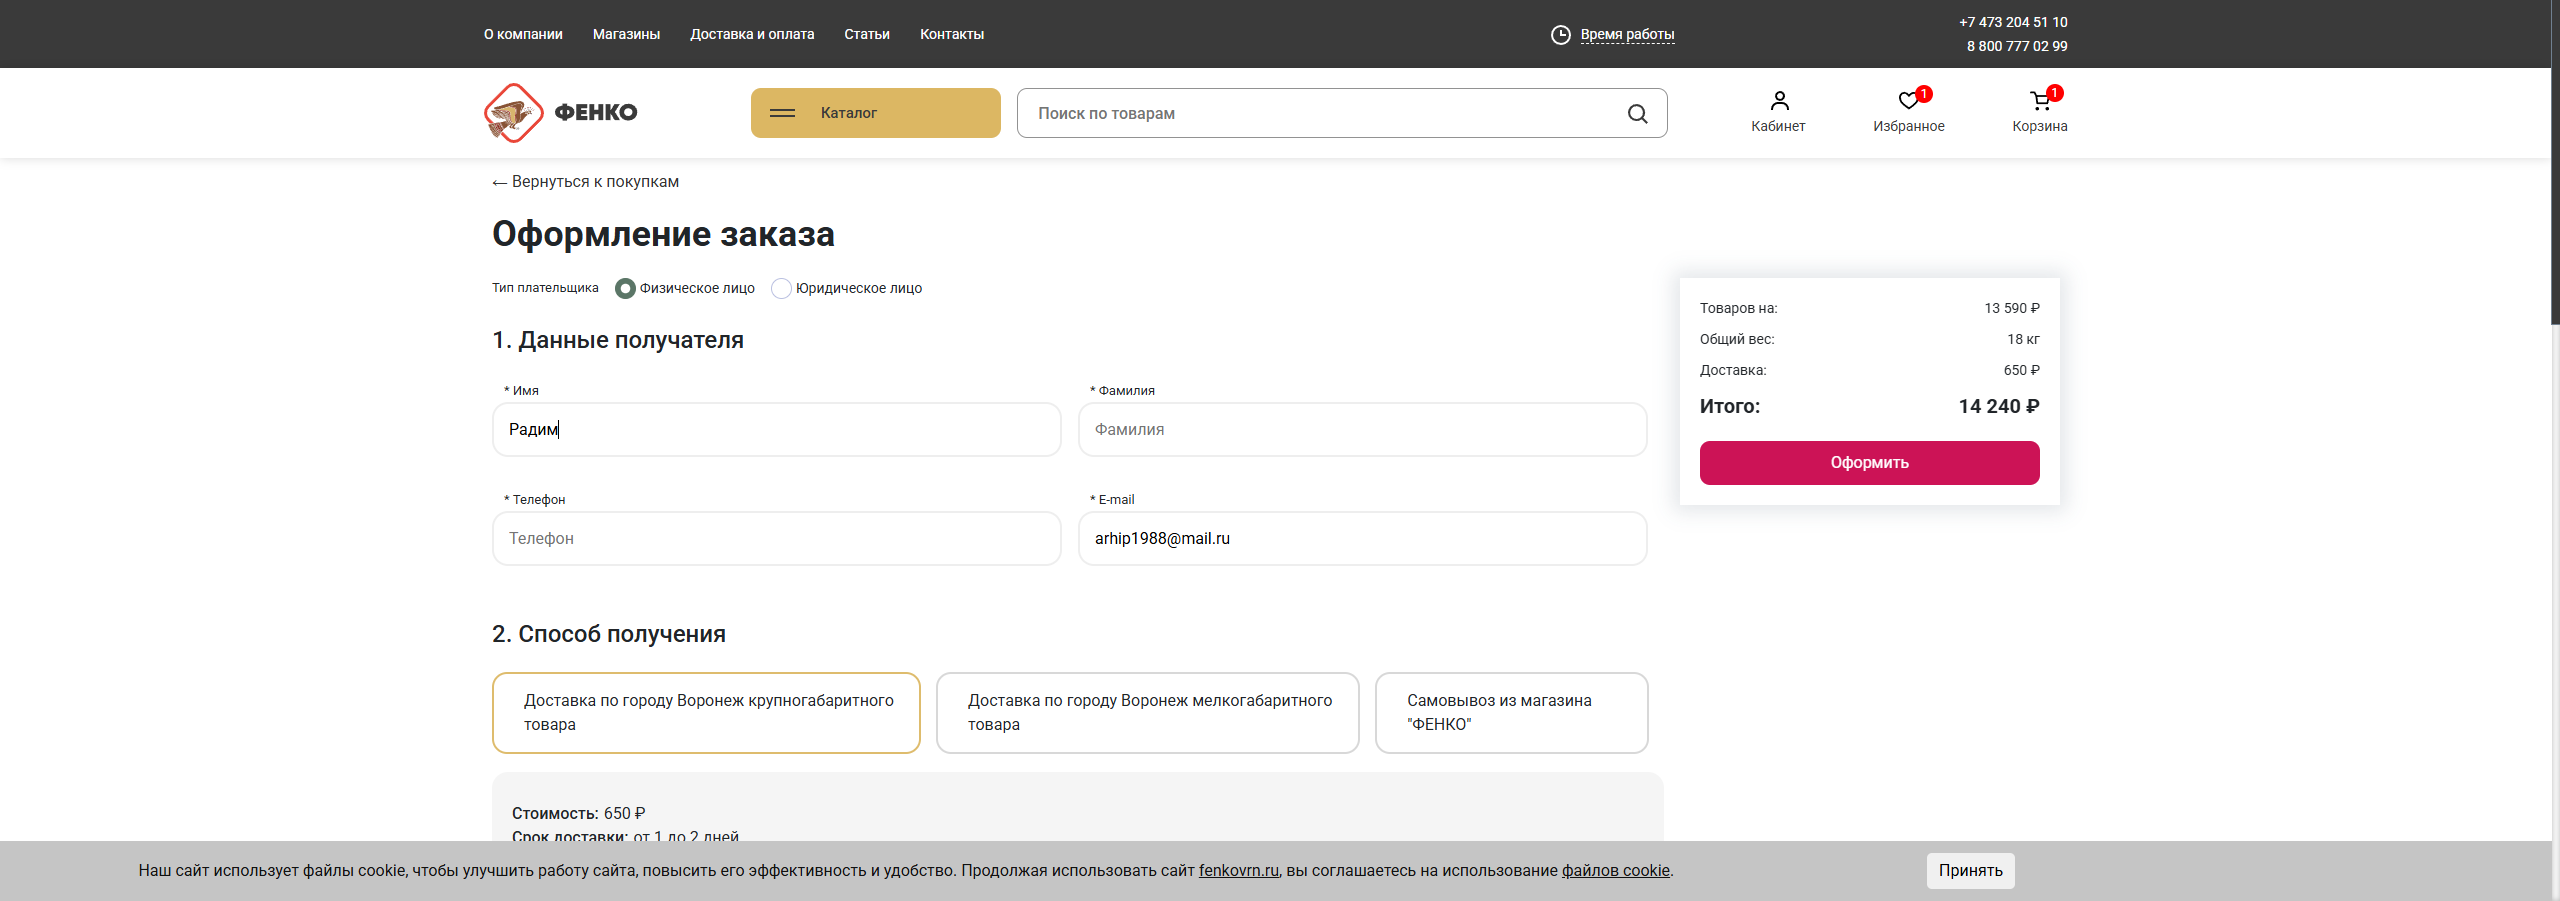 О компании Магазины Доставка и оплата Статьи Контакты Время работы +7 473 204 51 10
8 800 777 02 99
ФЕНКО Каталог Поиск по товарам Кабинет 1 Избранное 1 Корзина
← Вернуться к покупкам
Оформление заказа
Тип плательщика Физическое лицо Юридическое лицо
1. Данные получателя
* Имя * Фамилия
Радим Фамилия
* Телефон * E-mail
Телефон arhip1988@mail.ru
Товаров на: 13 590 ₽
Общий вес: 18 кг
Доставка: 650 ₽
Итого: 14 240 ₽
Оформить
2. Способ получения
Доставка по городу Воронеж крупногабаритного
товара
Доставка по городу Воронеж мелкогабаритного
товара
Самовывоз из магазина
"ФЕНКО"
Стоимость: 650 ₽
Срок доставки: от 1 до 2 дней
Наш сайт использует файлы cookie, чтобы улучшить работу сайта, повысить его эффективность и удобство. Продолжая использовать сайт fenkovrn.ru, вы соглашаетесь на использование файлов cookie. Принять